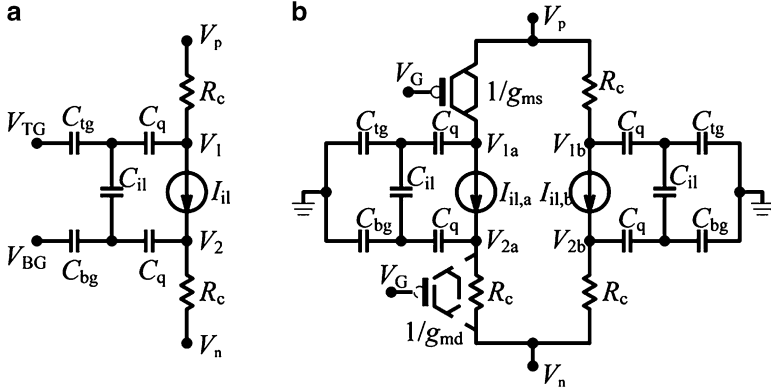 a
V_p
R_c
V_TG
C_tg
C_q
V_1
C_il
I_il
V_BG
C_bg
C_q
V_2
R_c
V_n
b
V_p
V_G
1/g_ms
R_c
C_tg
C_q
V_1a
V_1b
C_q
C_tg
C_il
I_il,a
I_il,b
C_il
C_bg
C_q
V_2a
V_2b
C_q
C_bg
V_G
R_c
R_c
1/g_md
V_n